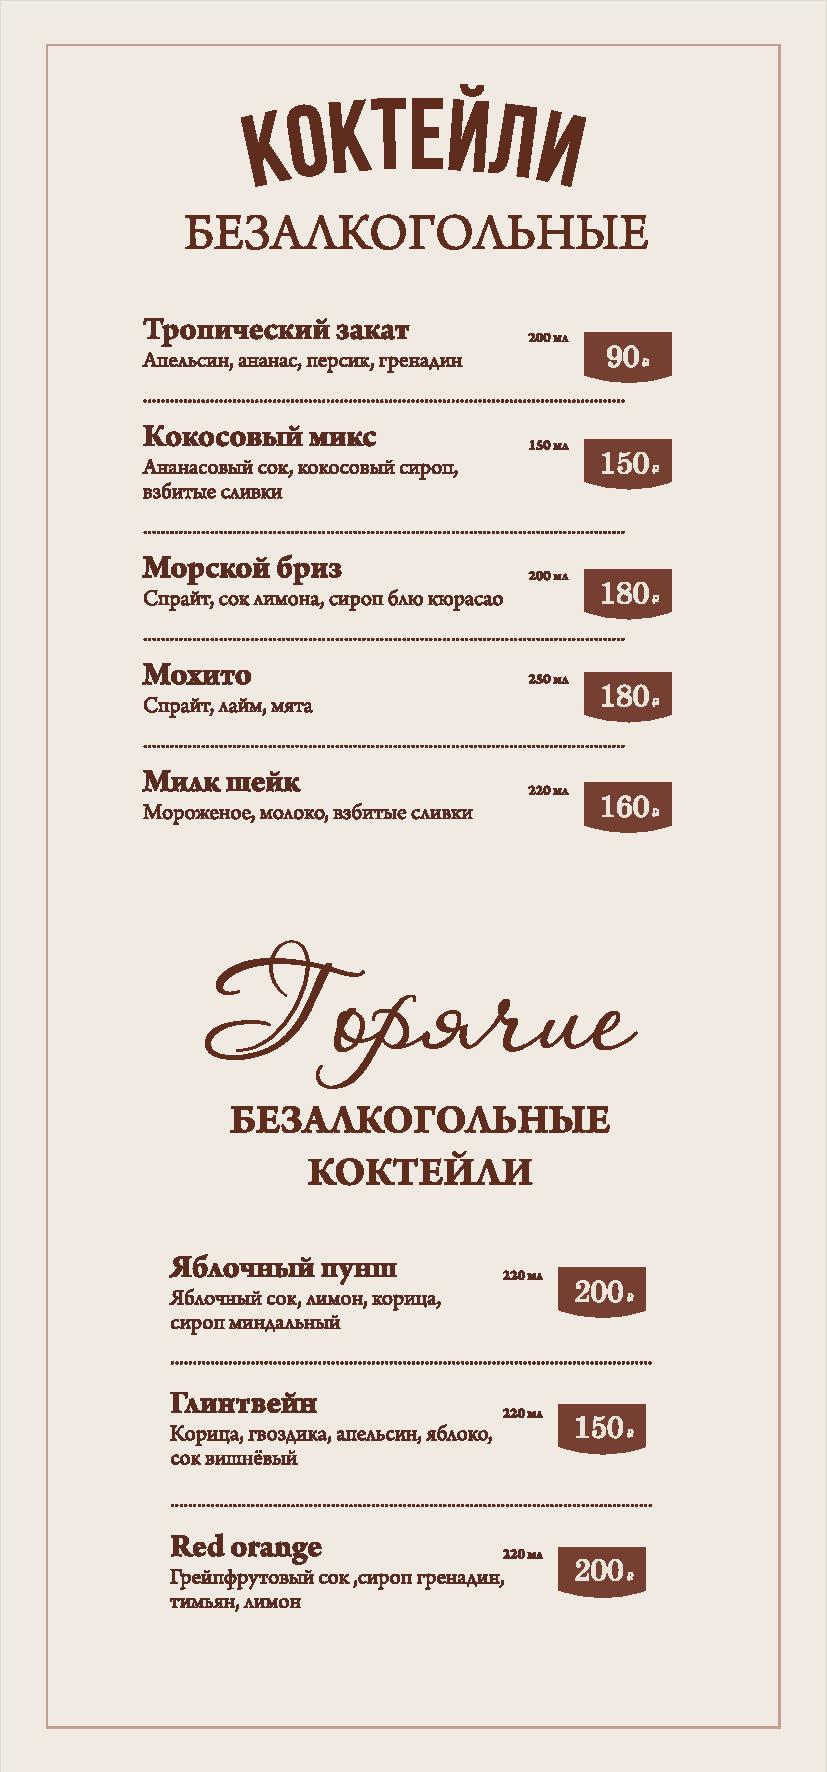 КОКТЕЙЛИ
БЕЗАЛКОГОЛЬНЫЕ
Тропический закат 200 мл 90₽
Апельсин, ананас, персик, гренадин
Кокосовый микс 150 мл 150₽
Ананасовый сок, кокосовый сироп,
взбитые сливки
Морской бриз 200 мл 180₽
Спрайт, сок лимона, сироп блю кюрасао
Мохито 250 мл 180₽
Спрайт, лайм, мята
Милк шейк 220 мл 160₽
Мороженое, молоко, взбитые сливки
Горячие
БЕЗАЛКОГОЛЬНЫЕ
КОКТЕЙЛИ
Яблочный пунш 220 мл 200₽
Яблочный сок, лимон, корица,
сироп миндальный
Глинтвейн 220 мл 150₽
Корица, гвоздика, апельсин, яблоко,
сок вишнёвый
Red orange 220 мл 200₽
Грейпфрутовый сок ,сироп гренадин,
тимьян, лимон